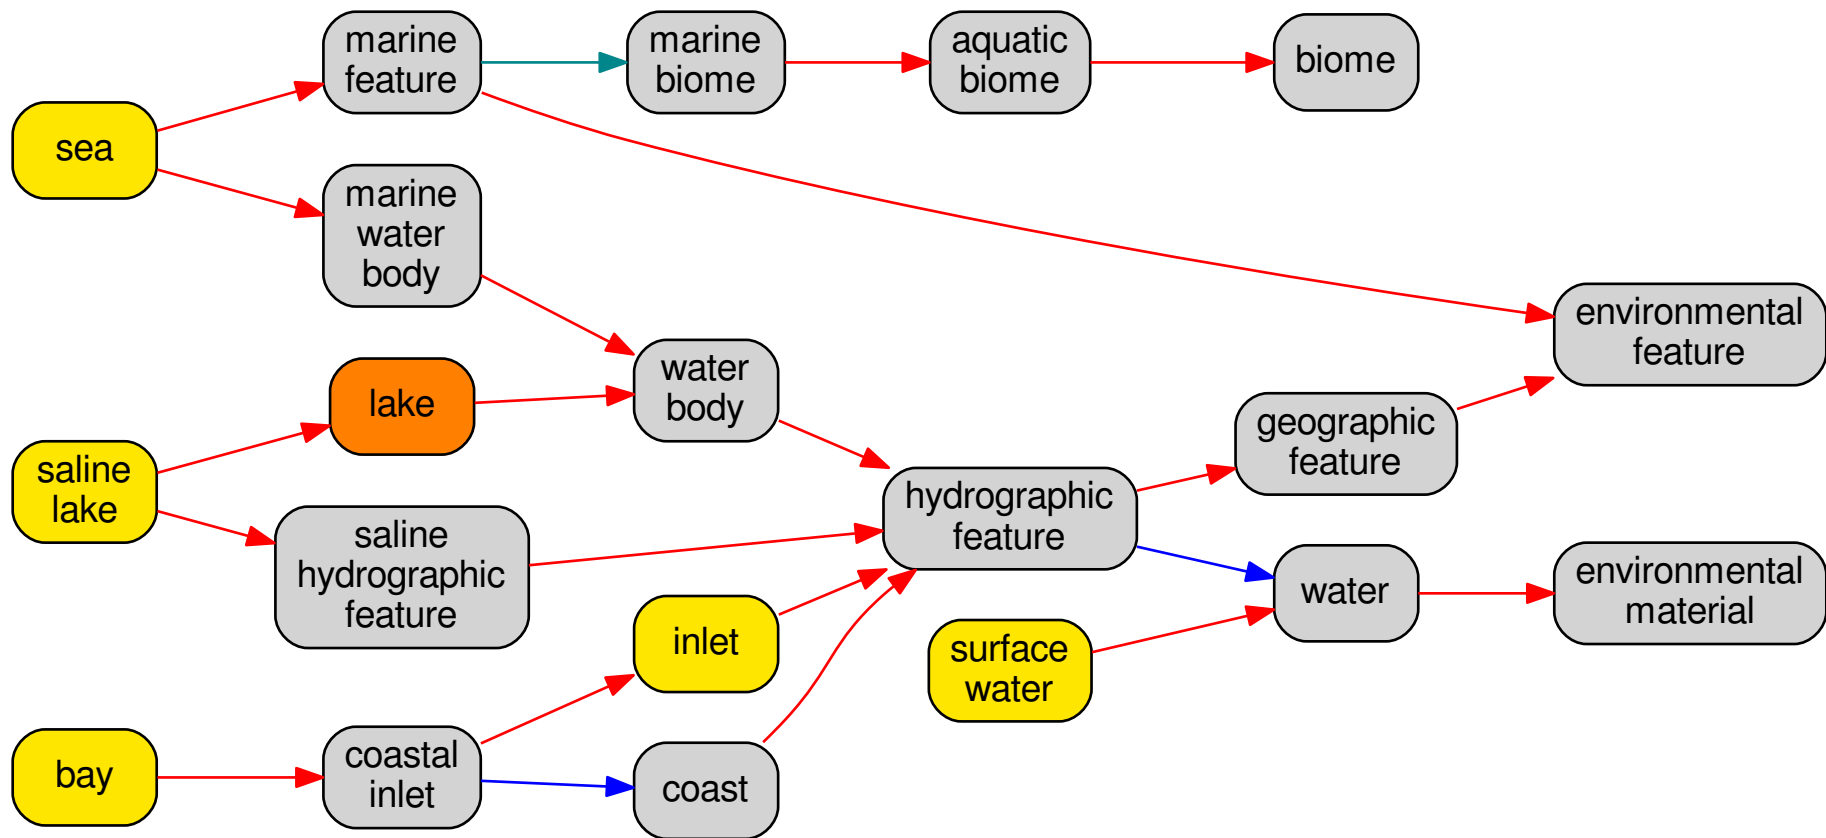 marine
feature
marine
biome
aquatic
biome
biome
sea
marine
water
body
environmental
feature
water
body
lake
geographic
feature
saline
lake
hydrographic
feature
saline
hydrographic
feature
water
environmental
material
inlet
surface
water
bay
coastal
inlet
coast